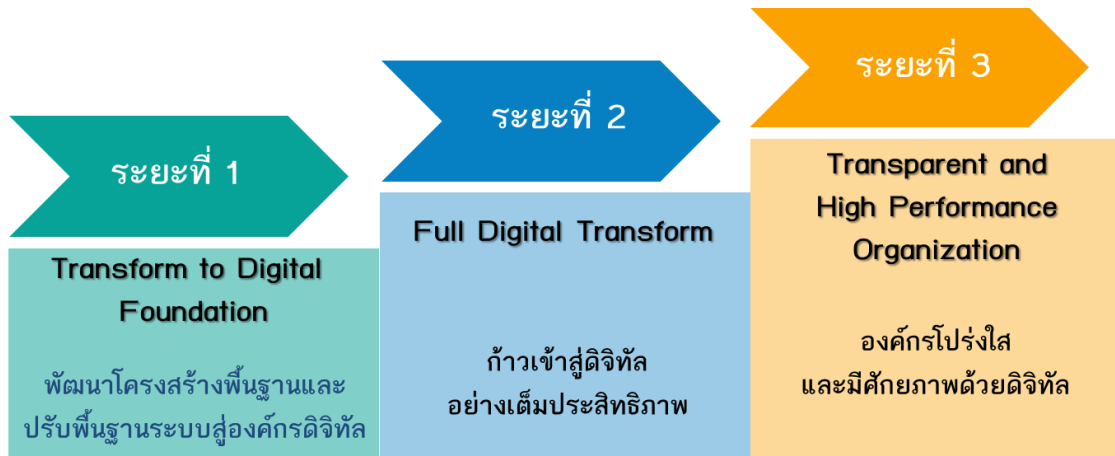 ระยะที่ 1
Transform to Digital
Foundation
พัฒนาโครงสร้างพื้นฐานและ
ปรับพื้นฐานระบบสู่องค์กรดิจิทัล
ระยะที่ 2
Full Digital Transform
ก้าวเข้าสู่ดิจิทัล
อย่างเต็มประสิทธิภาพ
ระยะที่ 3
Transparent and
High Performance
Organization
องค์กรโปร่งใส
และมีศักยภาพด้วยดิจิทัล